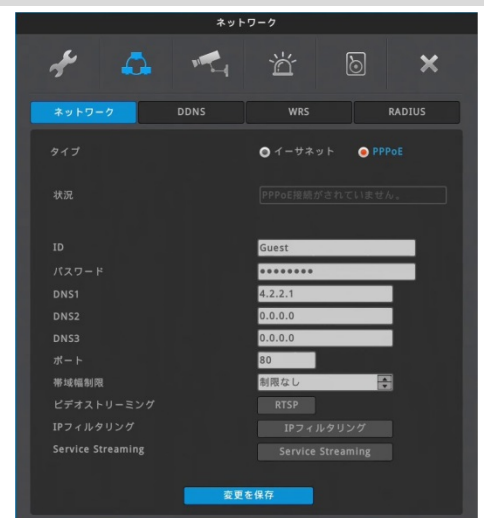 ネットワーク
ネットワーク DDNS WRS RADIUS
タイプ イーサネット PPPoE
状況 PPPoE接続がされていません。
ID Guest
パスワード ••••••••
DNS1 4.2.2.1
DNS2 0.0.0.0
DNS3 0.0.0.0
ポート 80
帯域幅制限 制限なし
ビデオストリーミング RTSP
IPフィルタリング IPフィルタリング
Service Streaming Service Streaming
変更を保存